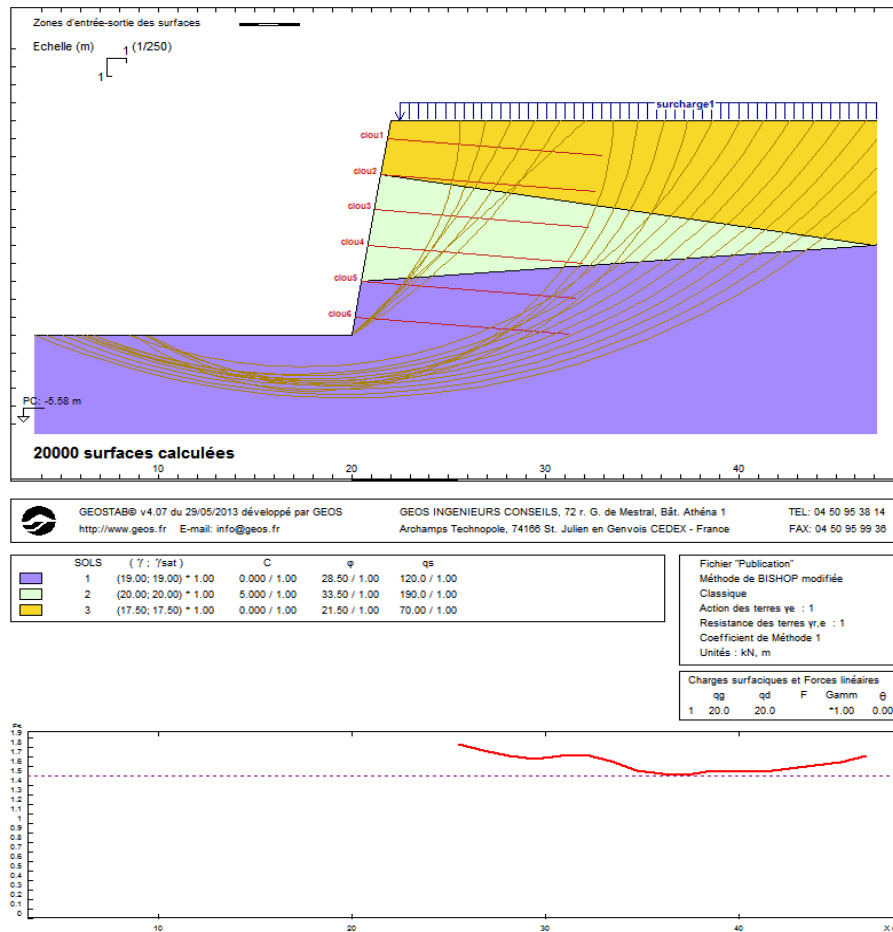 Zones d'entrée-sortie des surfaces
Echelle (m)
1 (1/250)
1
surcharge1
clou1
clou2
clou3
clou4
clou5
clou6
PC: -5.58 m
20000 surfaces calculées
10 20 30 40
GEOSTAB® v4.07 du 29/05/2013 développé par GEOS GEOS INGENIEURS CONSEILS, 72 r. G. de Mestral, Bât. Athéna 1 TEL: 04 50 95 38 14
http://www.geos.fr E-mail: info@geos.fr Archamps Technopole, 74166 St. Julien en Genvois CEDEX - France FAX: 04 50 95 99 36
SOLS ( γ ; γsat ) C φ qs
1 (19.00; 19.00) * 1.00 0.000 / 1.00 28.50 / 1.00 120.0 / 1.00
2 (20.00; 20.00) * 1.00 5.000 / 1.00 33.50 / 1.00 190.0 / 1.00
3 (17.50; 17.50) * 1.00 0.000 / 1.00 21.50 / 1.00 70.00 / 1.00
Fichier "Publication"
Méthode de BISHOP modifiée
Classique
Action des terres γe : 1
Resistance des terres γr,e : 1
Coefficient de Méthode 1
Unités : kN, m
Charges surfaciques et Forces linéaires
qg qd F Gamm θ
1 20.0 20.0 *1.00 0.00
Fs
1.9
1.8
1.7
1.6
1.5
1.4
1.3
1.2
1.1
1
0.9
0.8
0.7
0.6
0.5
0.4
0.3
0.2
0.1
0
10 20 30 40 X